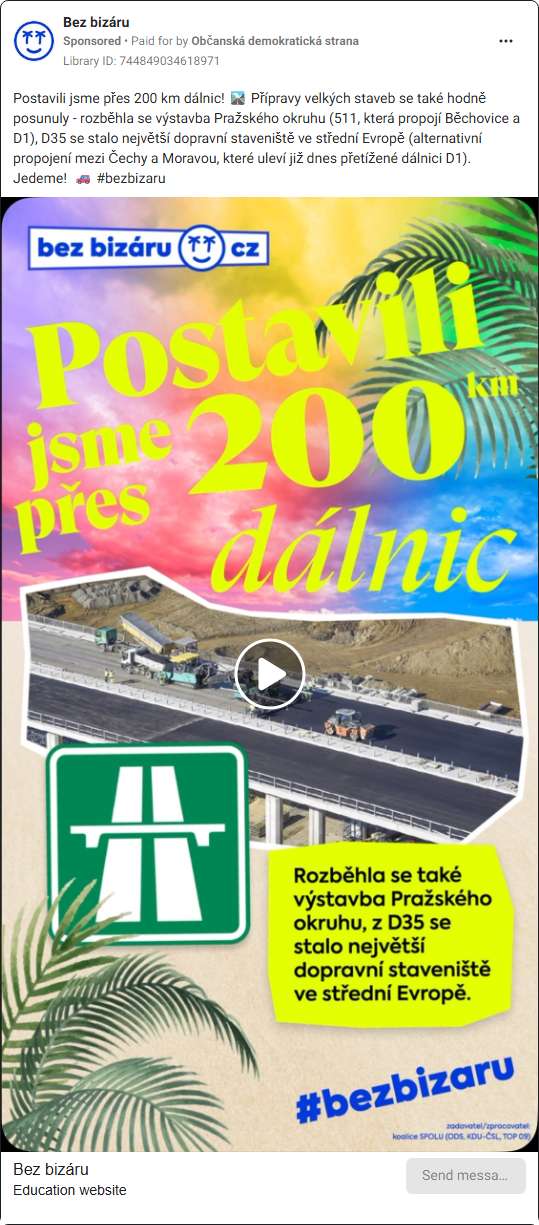 Bez bizáru
Sponsored • Paid for by Občanská demokratická strana
Library ID: 744849034618971
Postavili jsme přes 200 km dálnic! 🛣️ Přípravy velkých staveb se také hodně
posunuly - rozběhla se výstavba Pražského okruhu (511, která propojí Běchovice a
D1), D35 se stalo největší dopravní staveniště ve střední Evropě (alternativní
propojení mezi Čechy a Moravou, které uleví již dnes přetížené dálnici D1).
Jedeme! 🚙 #bezbizaru
bez bizáru cz
Postavili
jsme 200 km
přes
dálnic
Rozběhla se také
výstavba Pražského
okruhu, z D35 se
stalo největší
dopravní staveniště
ve střední Evropě.
#bezbizaru
zadavatel/zpracovatel:
koalice SPOLU (ODS, KDU-ČSL, TOP 09)
Bez bizáru
Education website
Send messa...